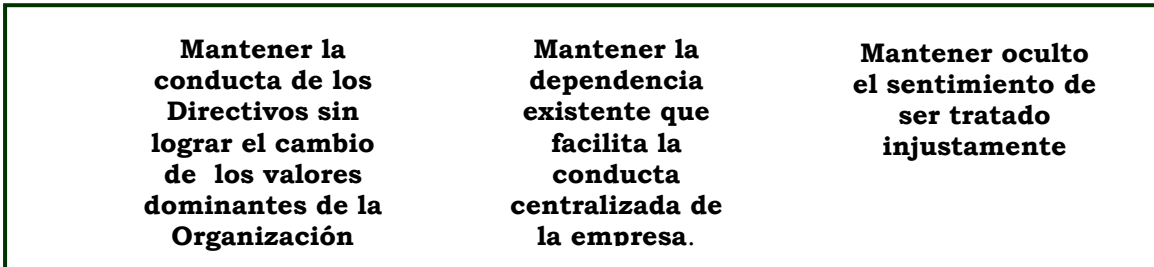 Mantener la
conducta de los
Directivos sin
lograr el cambio
de los valores
dominantes de la
Organización
Mantener la
dependencia
existente que
facilita la
conducta
centralizada de
la empresa.
Mantener oculto
el sentimiento de
ser tratado
injustamente